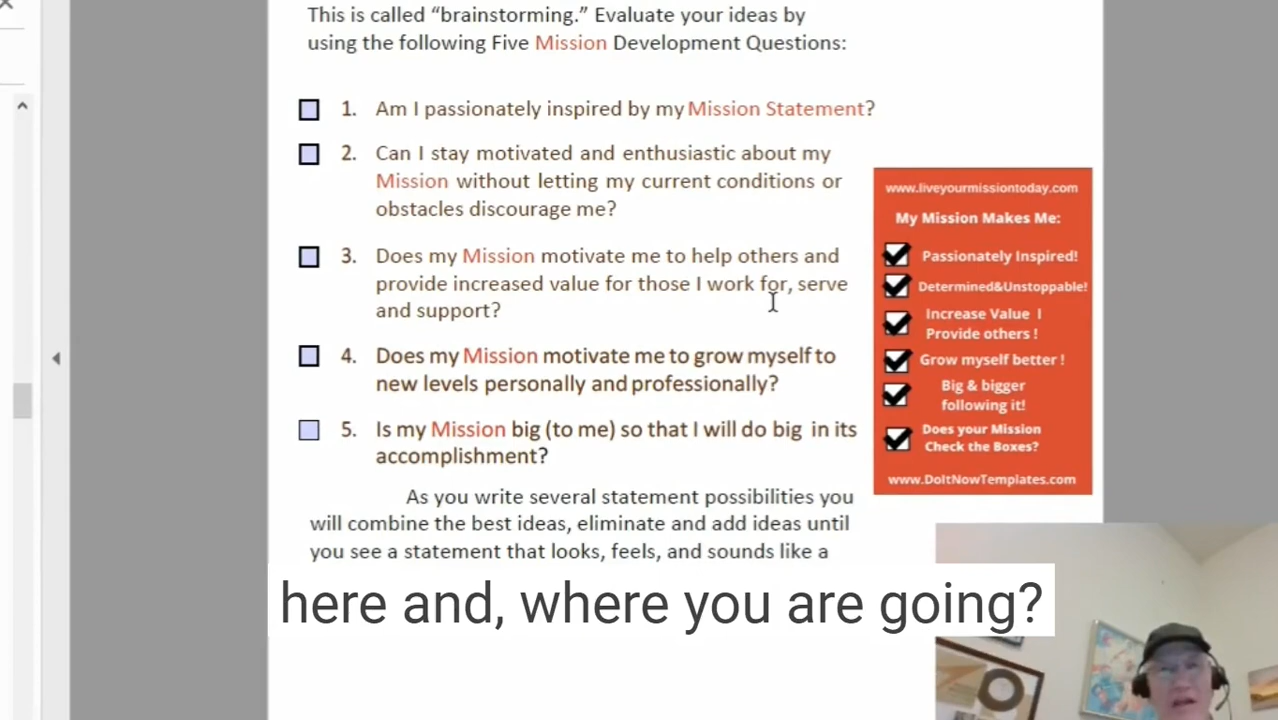 This is called “brainstorming.” Evaluate your ideas by
using the following Five Mission Development Questions:
1. Am I passionately inspired by my Mission Statement?
2. Can I stay motivated and enthusiastic about my
Mission without letting my current conditions or
obstacles discourage me?
3. Does my Mission motivate me to help others and
provide increased value for those I work for, serve
and support?
4. Does my Mission motivate me to grow myself to
new levels personally and professionally?
5. Is my Mission big (to me) so that I will do big in its
accomplishment?
As you write several statement possibilities you
will combine the best ideas, eliminate and add ideas until
you see a statement that looks, feels, and sounds like a
www.liveyourmissiontoday.com
My Mission Makes Me:
Passionately Inspired!
Determined&Unstoppable!
Increase Value I
Provide others !
Grow myself better !
Big & bigger
following it!
Does your Mission
Check the Boxes?
www.DoItNowTemplates.com
here and, where you are going?